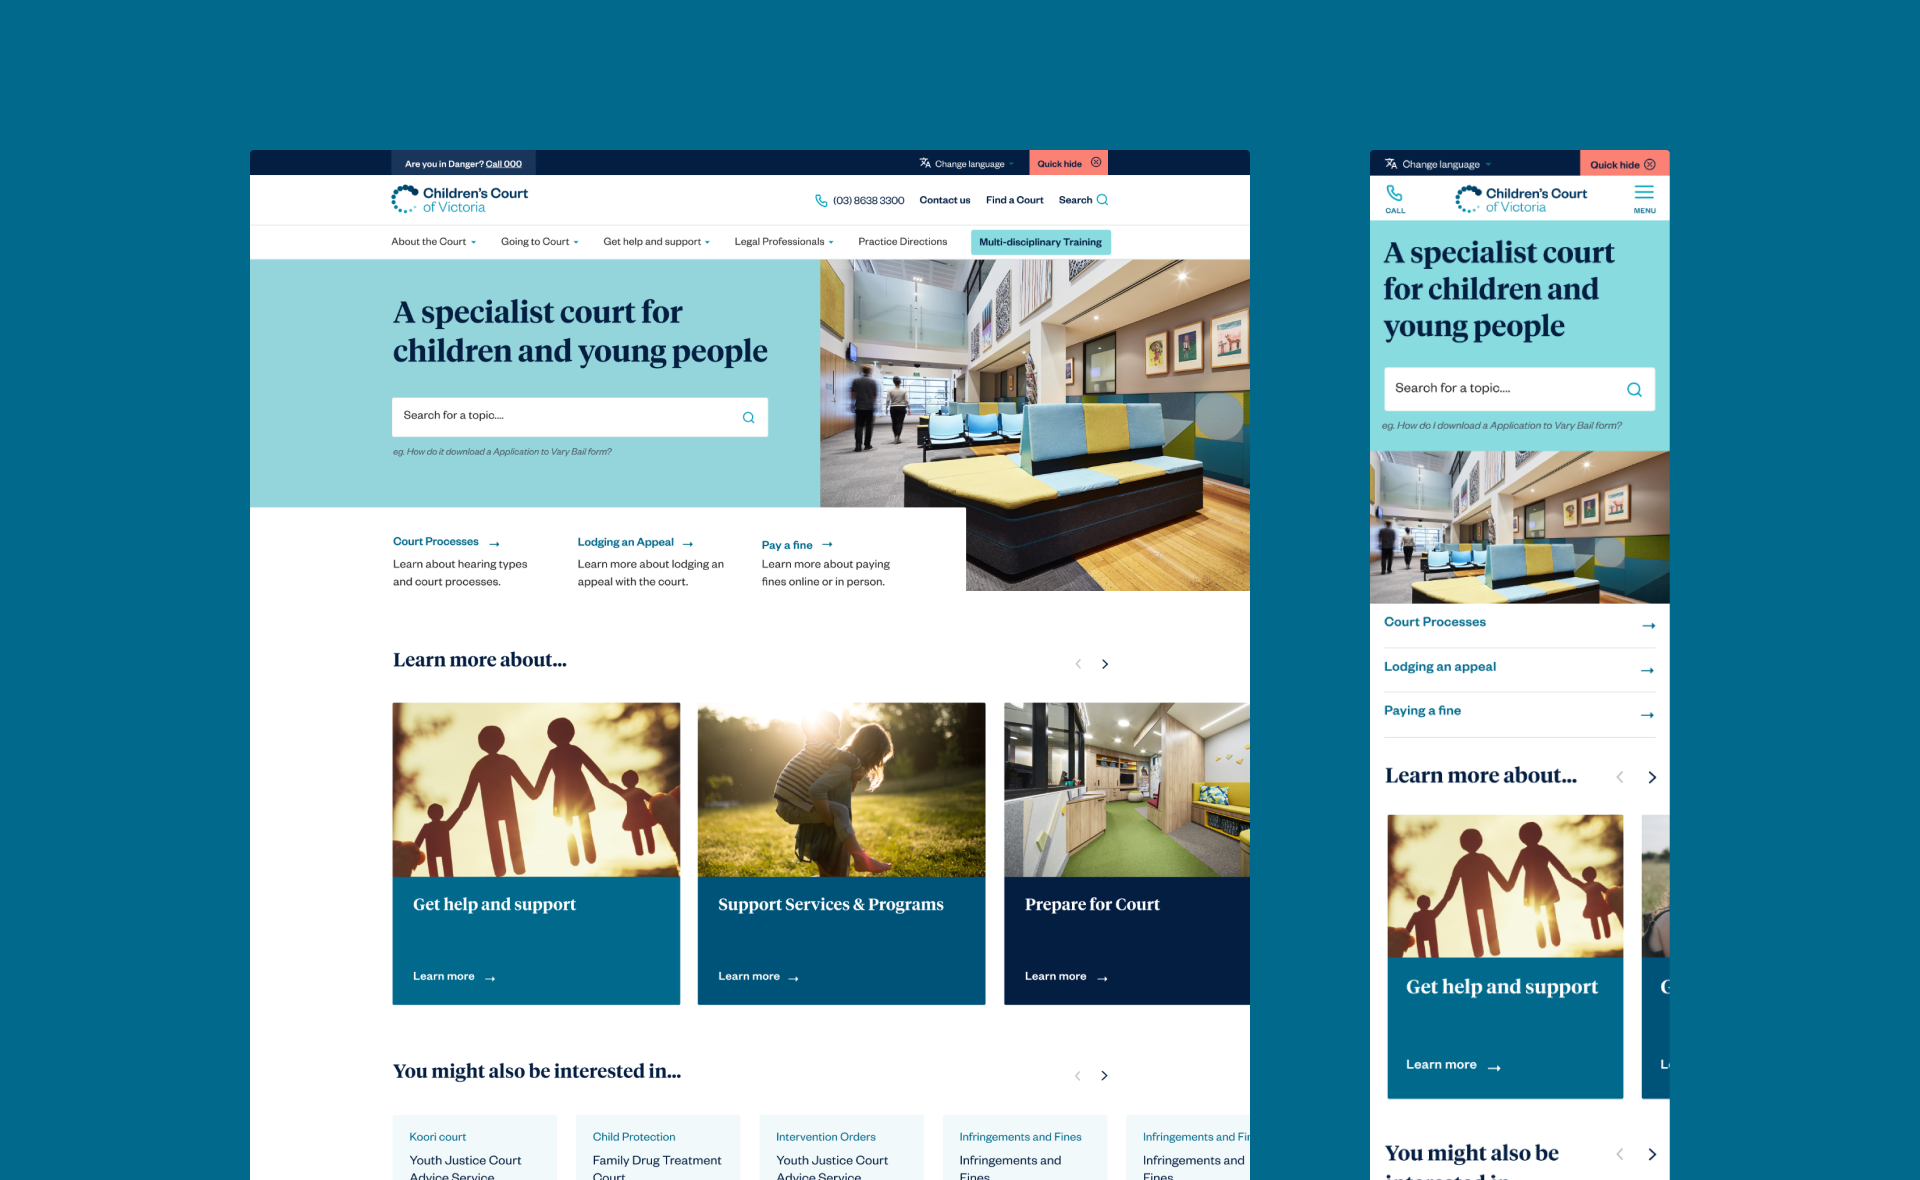 Are you in Danger? Call 000
Change language
Quick hide
Children's Court
of Victoria
(03) 8638 3300
Contact us
Find a Court
Search
About the Court
Going to Court
Get help and support
Legal Professionals
Practice Directions
Multi-disciplinary Training
A specialist court for
children and young people
Search for a topic....
eg. How do it download a Application to Vary Bail form?
Court Processes
Learn about hearing types
and court processes.
Lodging an Appeal
Learn more about lodging an
appeal with the court.
Pay a fine
Learn more about paying
fines online or in person.
Learn more about...
Get help and support
Learn more
Support Services & Programs
Learn more
Prepare for Court
Learn more
You might also be interested in...
Koori court
Youth Justice Court
Advice Service
Child Protection
Family Drug Treatment
Court
Intervention Orders
Youth Justice Court
Advice Service
Infringements and Fines
Infringements and
Fines
Infringements and Fin
Infringements and
Fines
Change language
Quick hide
CALL
Children's Court
of Victoria
MENU
A specialist court
for children and
young people
Search for a topic....
eg. How do I download a Application to Vary Bail form?
Court Processes
Lodging an appeal
Paying a fine
Learn more about...
Get help and support
Learn more
You might also be
interested in